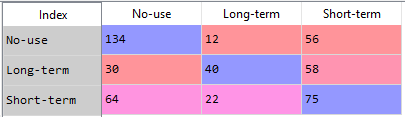 Index No-use Long-term Short-term
No-use 134 12 56
Long-term 30 40 58
Short-term 64 22 75